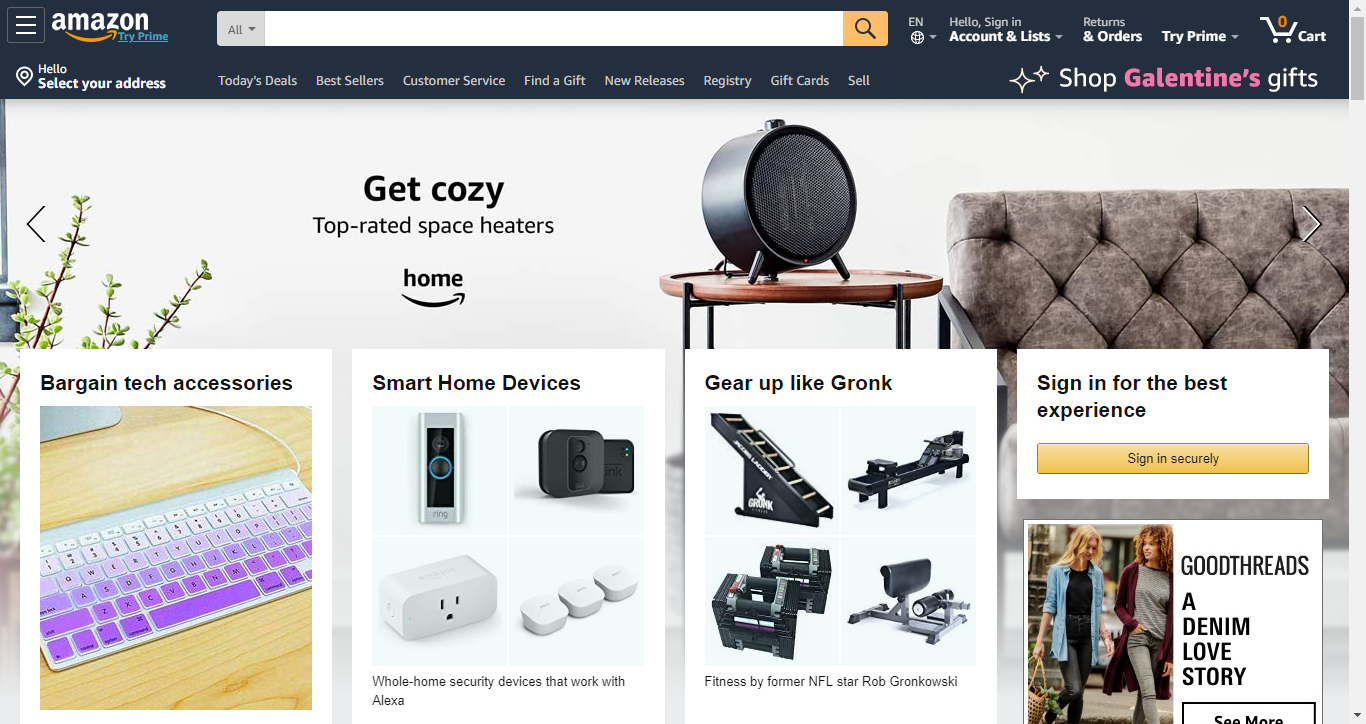 amazon
Try Prime
All
EN
Hello, Sign in
Account & Lists
Returns
& Orders
Try Prime
0
Cart
Hello
Select your address
Today's Deals
Best Sellers
Customer Service
Find a Gift
New Releases
Registry
Gift Cards
Sell
Shop Galentine's gifts
Get cozy
Top-rated space heaters
home
Bargain tech accessories
Smart Home Devices
ring
Whole-home security devices that work with
Alexa
Gear up like Gronk
JACOBS LADDER
GRONK
FITNESS
Fitness by former NFL star Rob Gronkowski
Sign in for the best
experience
Sign in securely
GOODTHREADS
A
DENIM
LOVE
STORY
See More